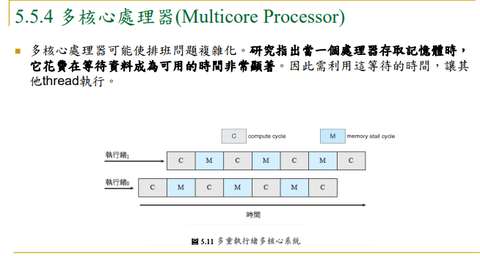 5.5.4 多核心處理器(Multicore Processor)
多核心處理器可能使排班問題複雜化。研究指出當一個處理器存取記憶體時，
它花費在等待資料成為可用的時間非常顯著。因此需利用這等待的時間，讓其
他thread執行。
C compute cycle M memory stall cycle
執行緒1 C M C M C M C
執行緒0 C M C M C M C
時間
圖 5.11 多重執行緒多核心系統